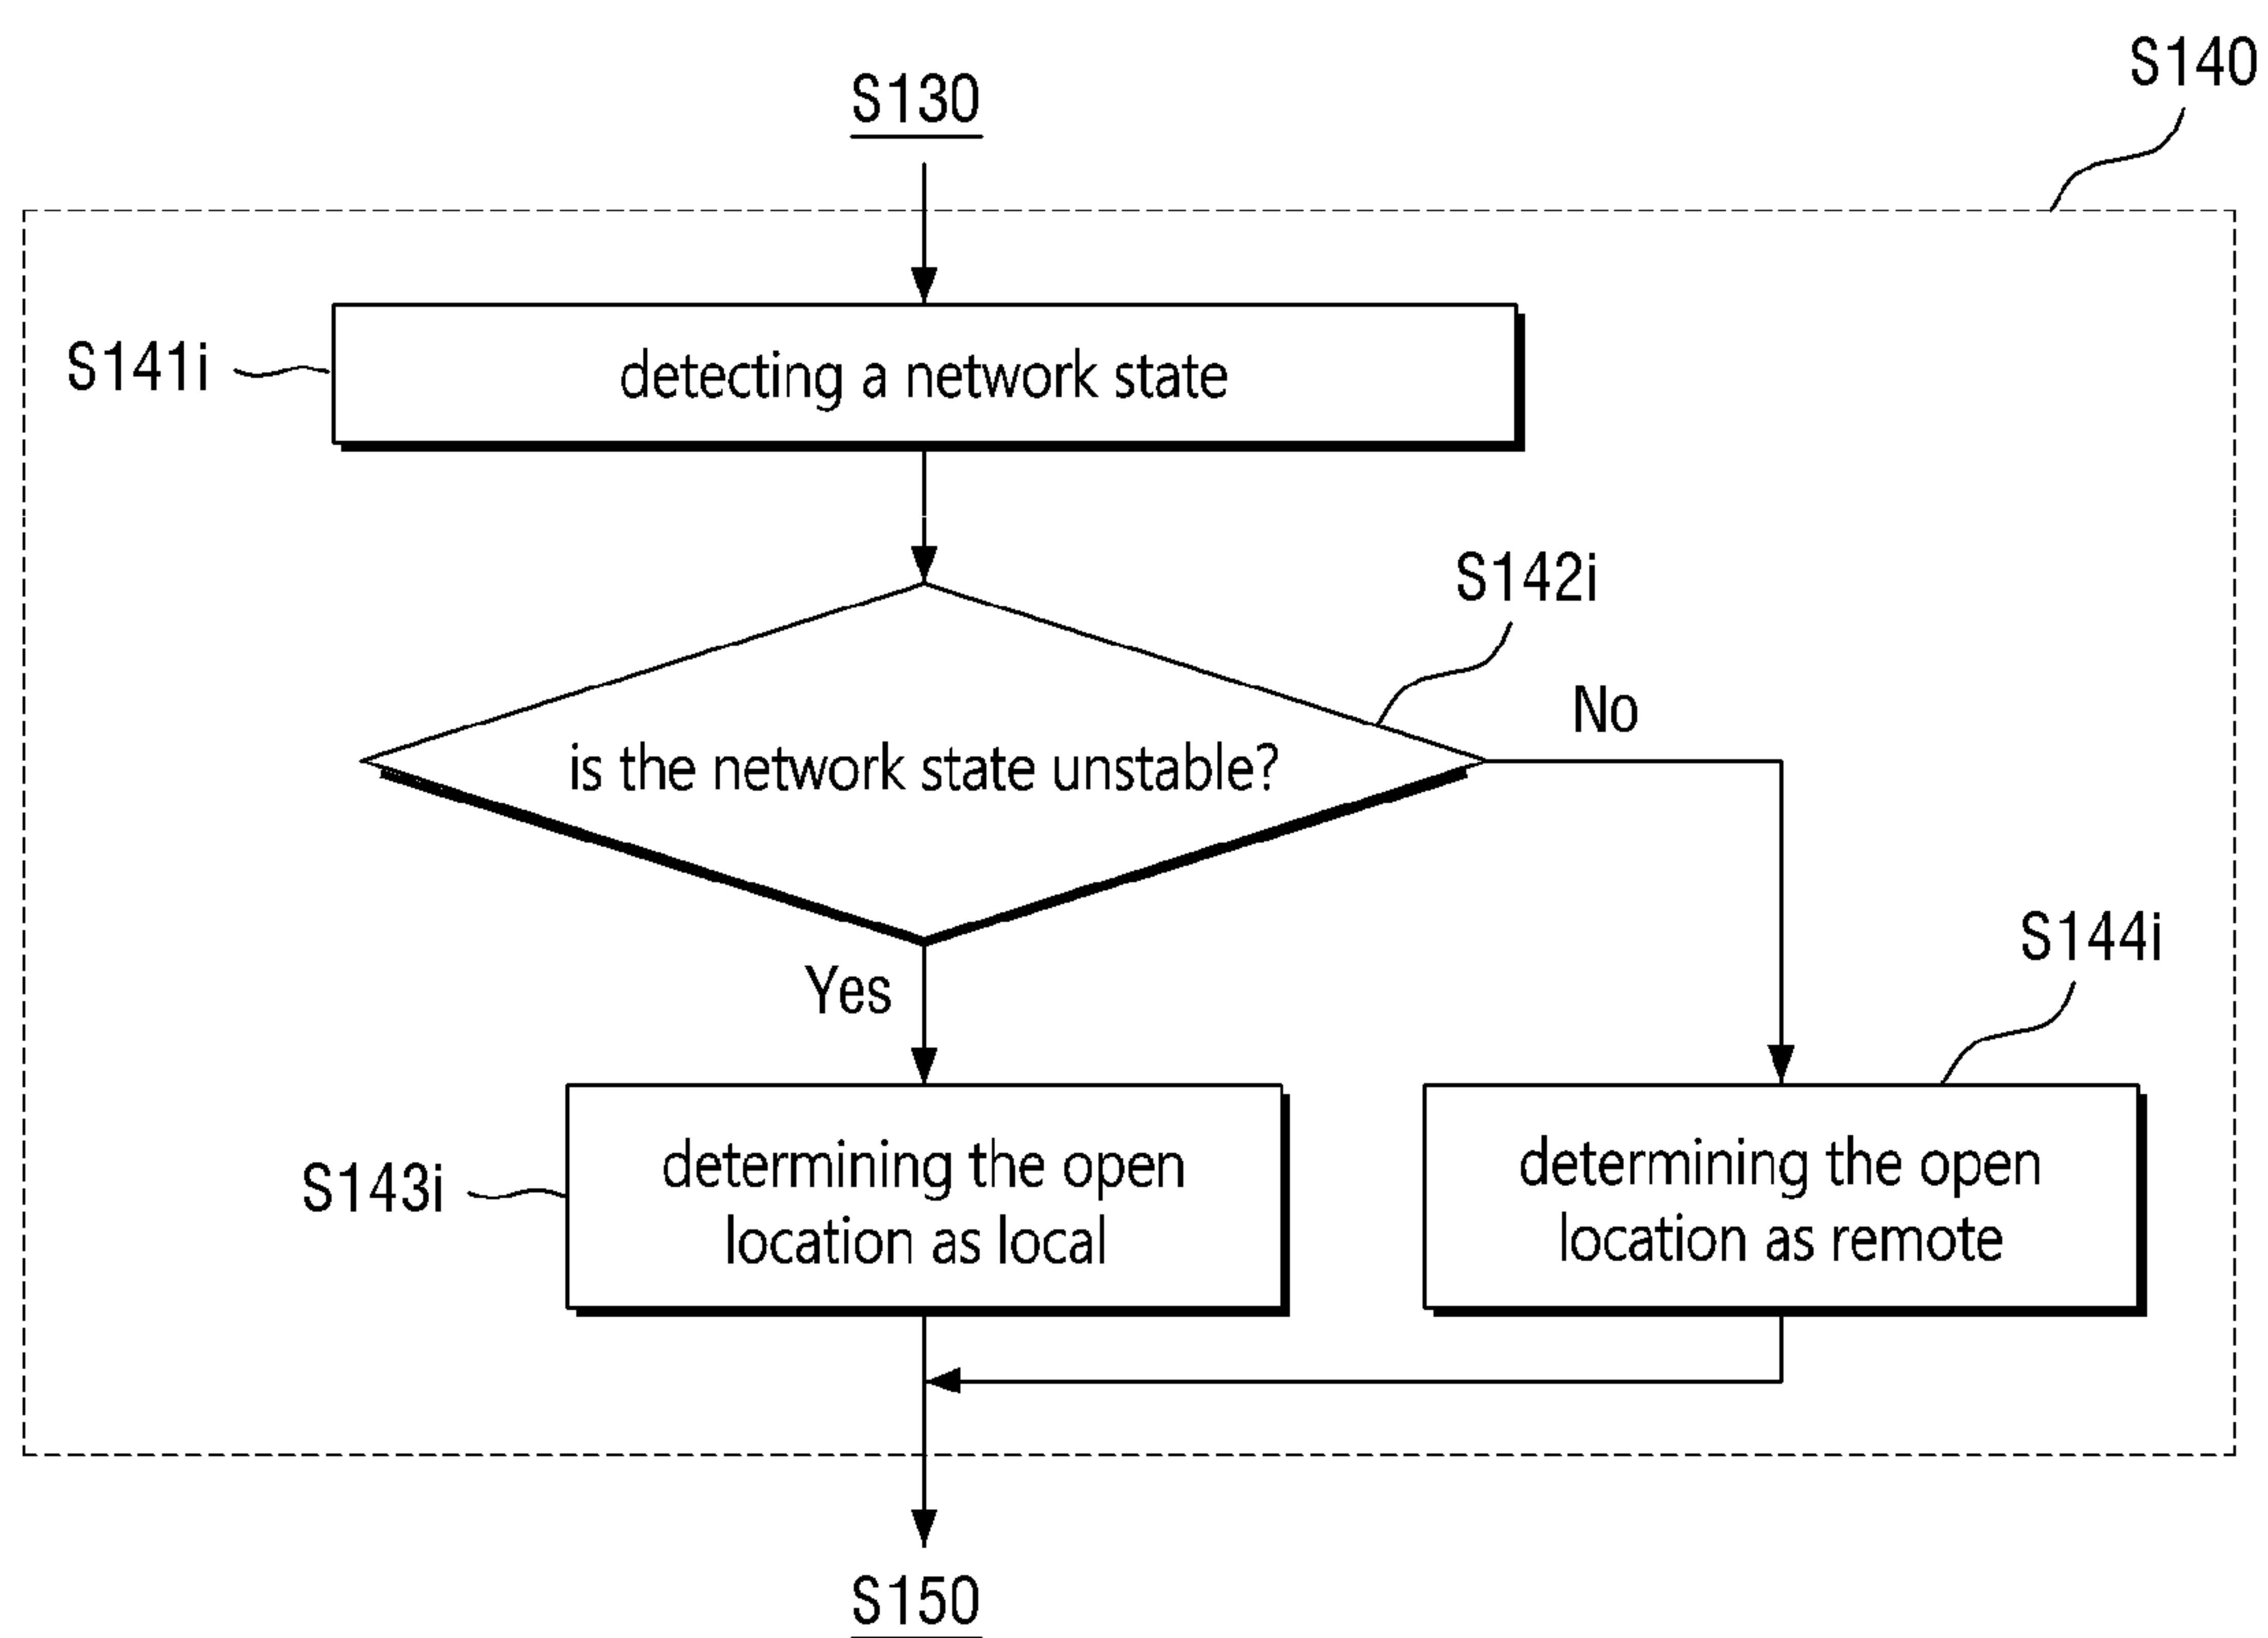 S140
S130
S141i
detecting a network state
S142i
No
is the network state unstable?
Yes
S144i
S143i
determining the open
location as local
determining the open
location as remote
S150